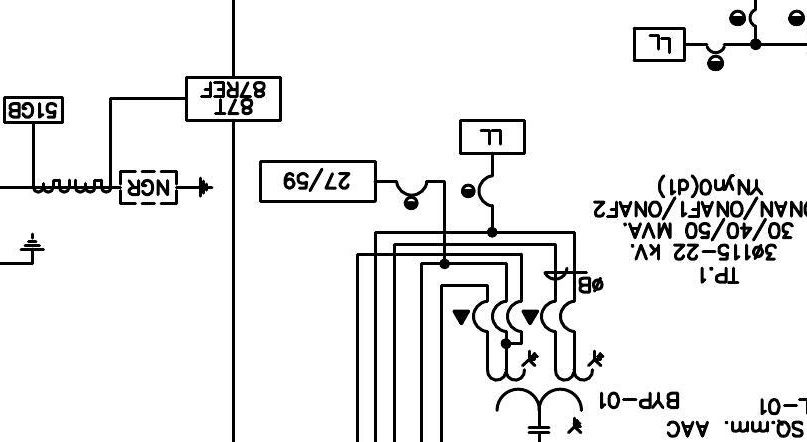 SQ.mm. AAC
L-01
BYP-01
TP.1
3Ø115-22 kV.
30/40/50 MVA.
ONAN/ONAF1/ONAF2
YNyn0(d1)
ØB
27/59
NGR
LL
51GB
87T
87REF
LL